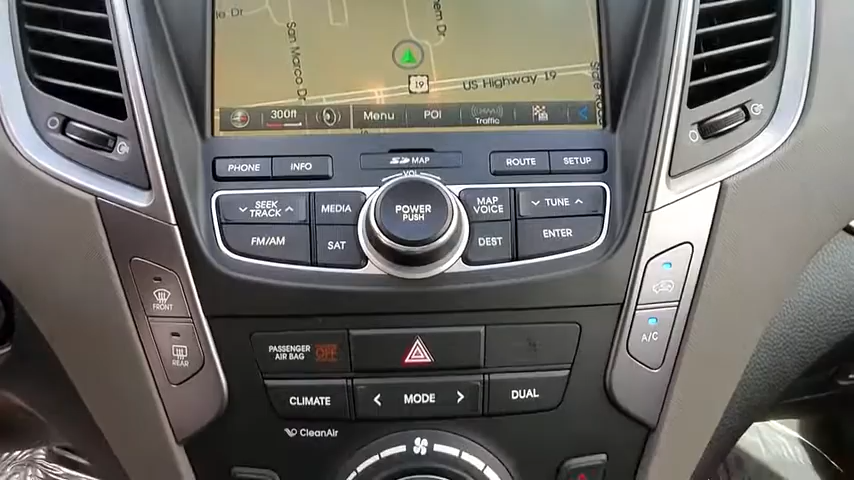 San Marco Dr
em Dr
US Highway 19
19
300ft
Menu
POI
Traffic
PHONE
INFO
SD MAP
ROUTE
SETUP
SEEK
TRACK
MEDIA
VOL
POWER
PUSH
MAP
VOICE
TUNE
FM/AM
SAT
DEST
ENTER
FRONT
REAR
A/C
PASSENGER
AIR BAG
OFF
CLIMATE
MODE
DUAL
CleanAir